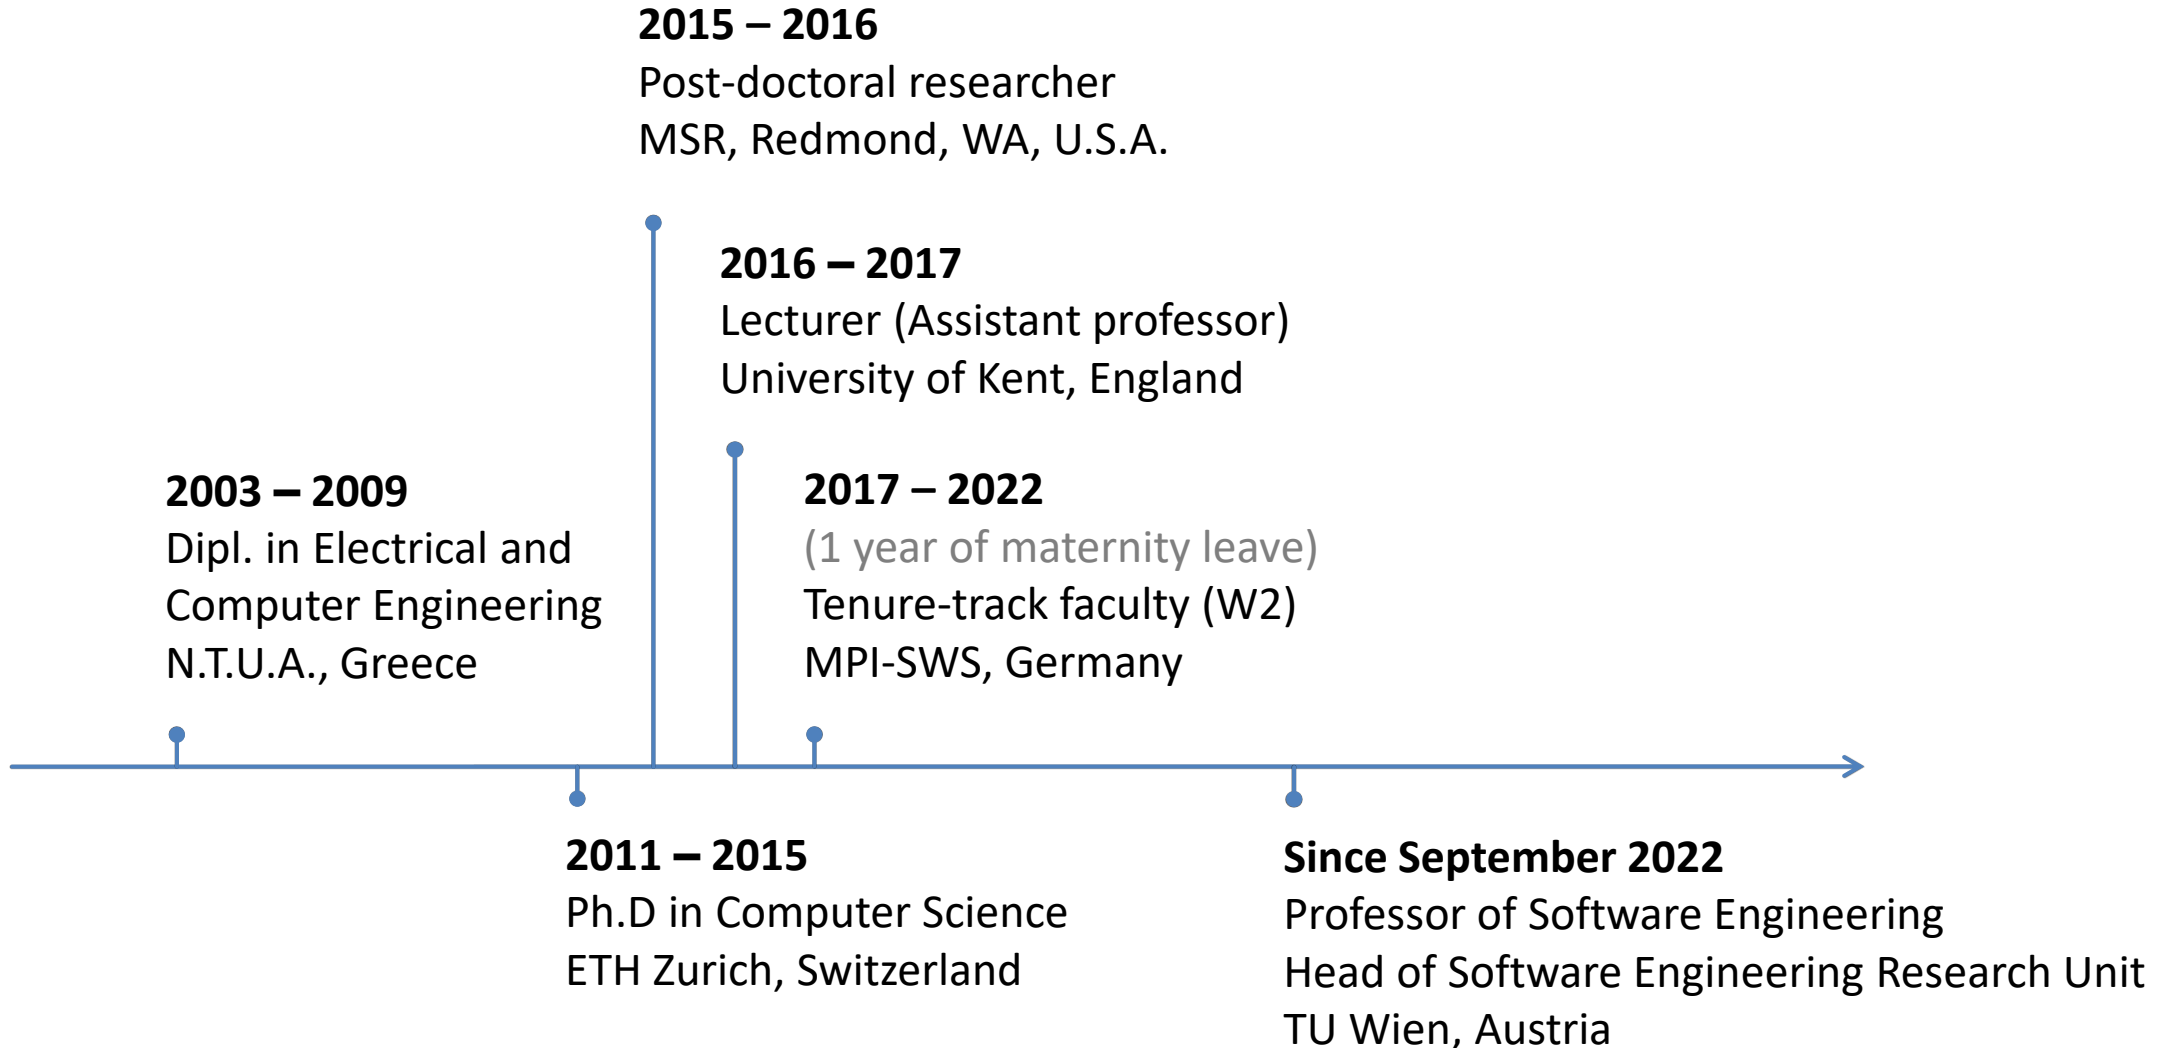 2015 – 2016
Post-doctoral researcher
MSR, Redmond, WA, U.S.A.
2016 – 2017
Lecturer (Assistant professor)
University of Kent, England
2003 – 2009
Dipl. in Electrical and
Computer Engineering
N.T.U.A., Greece
2017 – 2022
(1 year of maternity leave)
Tenure-track faculty (W2)
MPI-SWS, Germany
2011 – 2015
Ph.D in Computer Science
ETH Zurich, Switzerland
Since September 2022
Professor of Software Engineering
Head of Software Engineering Research Unit
TU Wien, Austria